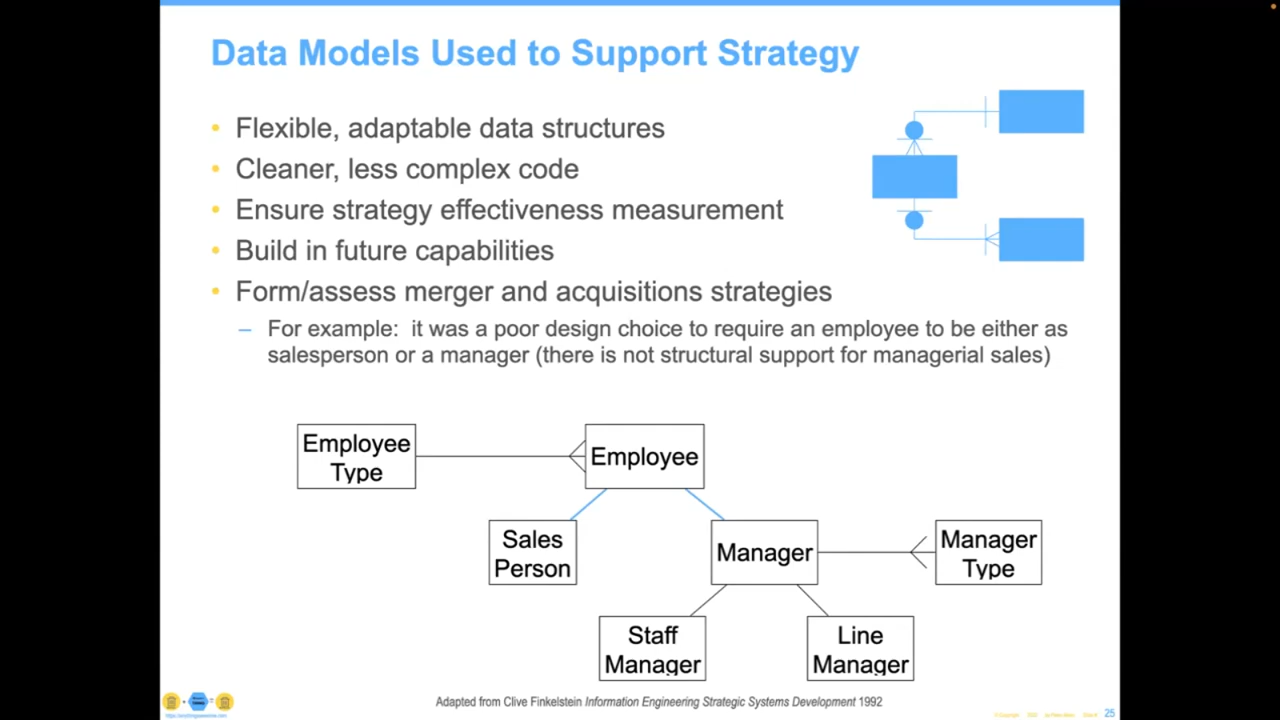 Data Models Used to Support Strategy
• Flexible, adaptable data structures
• Cleaner, less complex code
• Ensure strategy effectiveness measurement
• Build in future capabilities
• Form/assess merger and acquisitions strategies
– For example: it was a poor design choice to require an employee to be either as
salesperson or a manager (there is not structural support for managerial sales)
Employee
Type
Employee
Sales
Person
Manager
Manager
Type
Staff
Manager
Line
Manager
Adapted from Clive Finkelstein Information Engineering Strategic Systems Development 1992
25